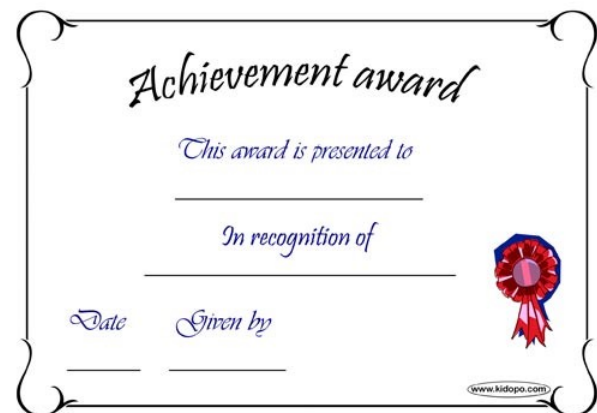 Achievement award
This award is presented to
In recognition of
Date Given by
www.kidopo.com